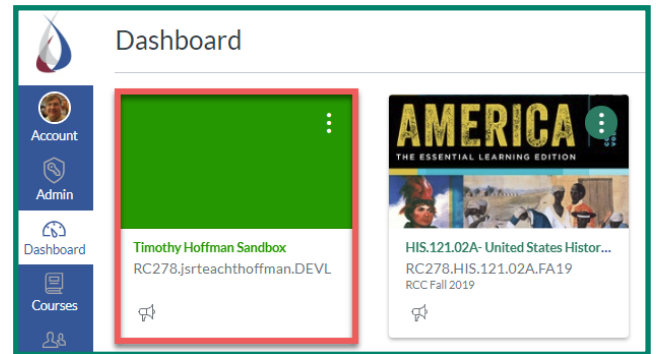 Dashboard
Account
Admin
Dashboard
Courses
Timothy Hoffman Sandbox
RC278.jsrteachthoffman.DEVL
AMERICA
THE ESSENTIAL LEARNING EDITION
HIS.121.02A- United States Histor...
RC278.HIS.121.02A.FA19
RCC Fall 2019